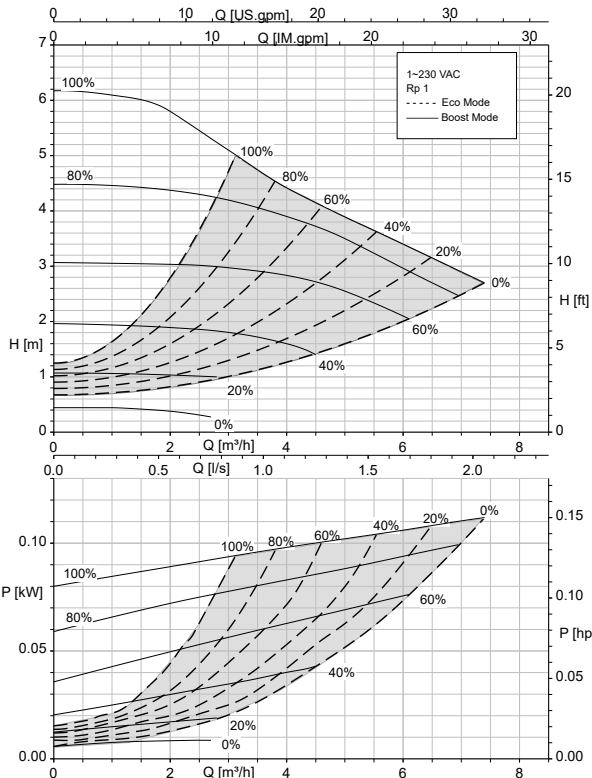 0 10 Q [US.gpm] 20 30
0 10 Q [IM.gpm] 20 30
7
6
5
4
3
2
1
0
H [m]
20
15
10
5
0
H [ft]
1~230 VAC
Rp 1
Eco Mode
Boost Mode
100%
80%
100%
80%
60%
40%
20%
0%
60%
40%
20%
0%
0 2 4 6 8
Q [m³/h]
0.0 0.5 Q [l/s] 1.0 1.5 2.0
0.10
P [kW]
0.05
0.00
0.15
0.10
P [hp]
0.05
0.00
100%
80%
100%
80%
60%
40%
20%
0%
60%
40%
20%
0%
0 2 4 6 8
Q [m³/h]